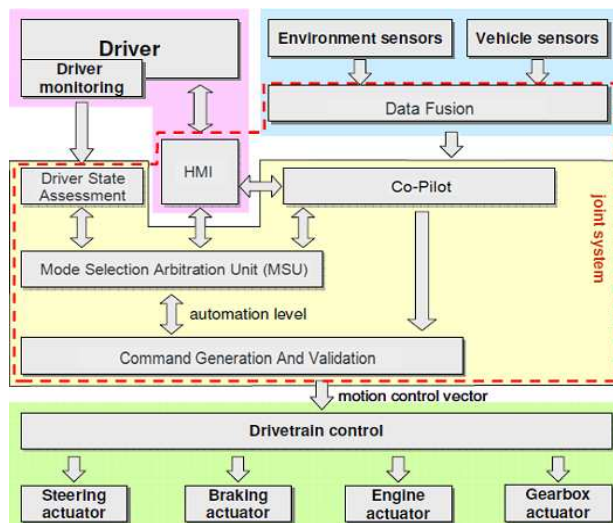 Driver
Driver
monitoring
Environment sensors
Vehicle sensors
Data Fusion
Driver State
Assessment
HMI
Co-Pilot
joint system
Mode Selection Arbitration Unit (MSU)
automation level
Command Generation And Validation
motion control vector
Drivetrain control
Steering
actuator
Braking
actuator
Engine
actuator
Gearbox
actuator